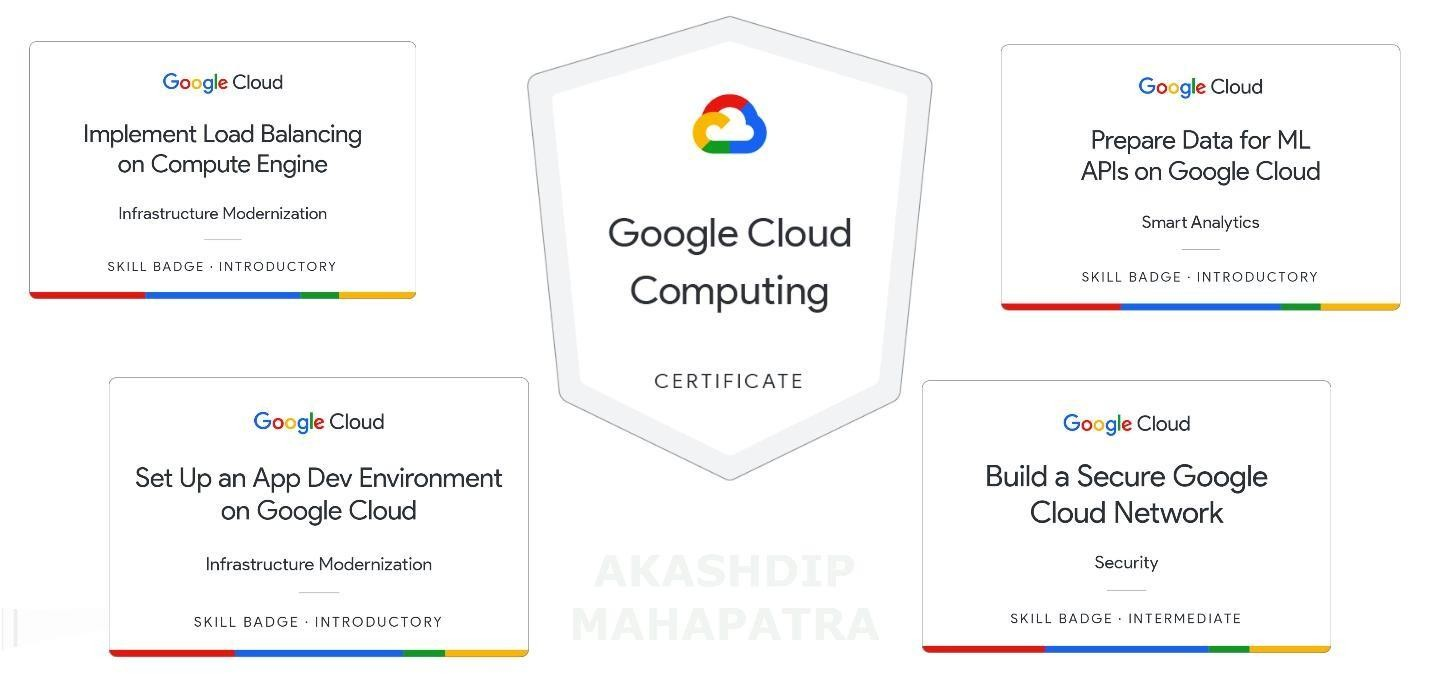 Google Cloud
Implement Load Balancing
on Compute Engine
Infrastructure Modernization
SKILL BADGE · INTRODUCTORY
Google Cloud
Computing
CERTIFICATE
Google Cloud
Prepare Data for ML
APIs on Google Cloud
Smart Analytics
SKILL BADGE · INTRODUCTORY
Google Cloud
Set Up an App Dev Environment
on Google Cloud
Infrastructure Modernization
SKILL BADGE · INTRODUCTORY
AKASHDIP
MAHAPATRA
Google Cloud
Build a Secure Google
Cloud Network
Security
SKILL BADGE · INTERMEDIATE